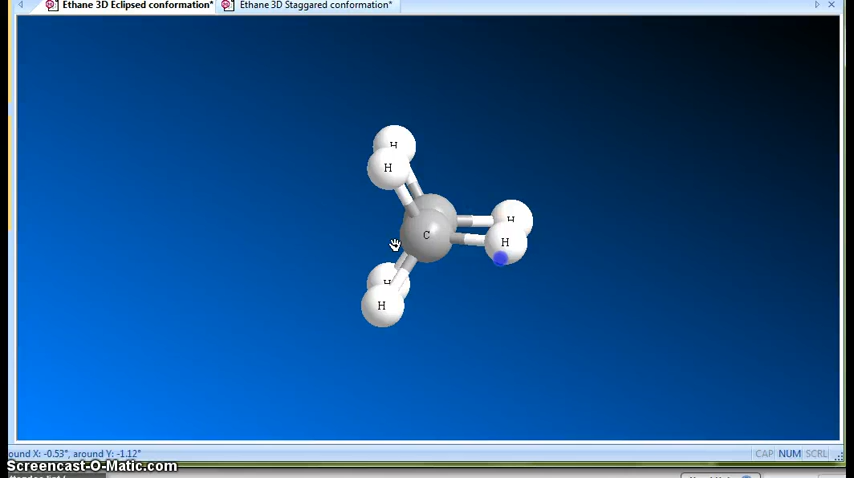 Ethane 3D Eclipsed conformation*
Ethane 3D Staggared conformation*
H
H
H
C
H
H
H
ound X: -0.53°, around Y: -1.12°
CAP NUM SCRL
Screencast-O-Matic.com